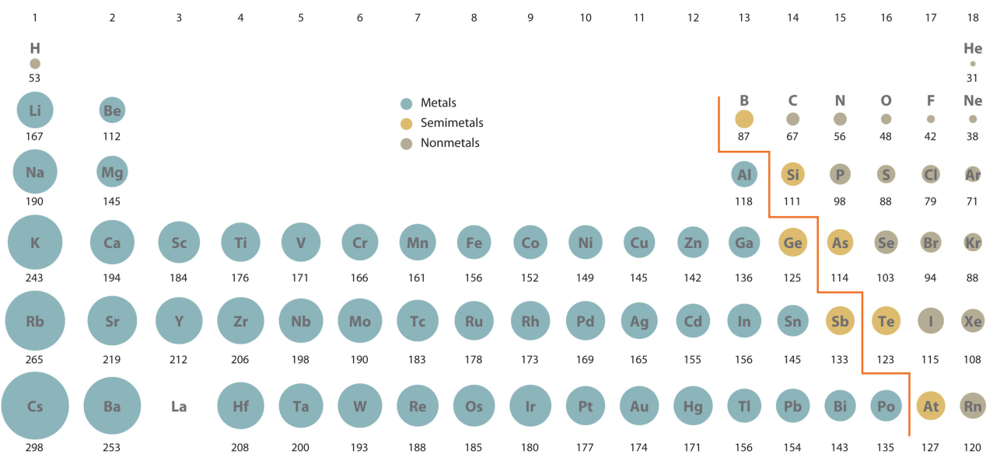 1 2 3 4 5 6 7 8 9 10 11 12 13 14 15 16 17 18
H He
53 31
Metals
Semimetals
Nonmetals
B C N O F Ne
Li Be
167 112 87 67 56 48 42 38
Na Mg Al Si P S Cl Ar
190 145 118 111 98 88 79 71
K Ca Sc Ti V Cr Mn Fe Co Ni Cu Zn Ga Ge As Se Br Kr
243 194 184 176 171 166 161 156 152 149 145 142 136 125 114 103 94 88
Rb Sr Y Zr Nb Mo Tc Ru Rh Pd Ag Cd In Sn Sb Te I Xe
265 219 212 206 198 190 183 178 173 169 165 155 156 145 133 123 115 108
Cs Ba La Hf Ta W Re Os Ir Pt Au Hg Tl Pb Bi Po At Rn
298 253 208 200 193 188 185 180 177 174 171 156 154 143 135 127 120